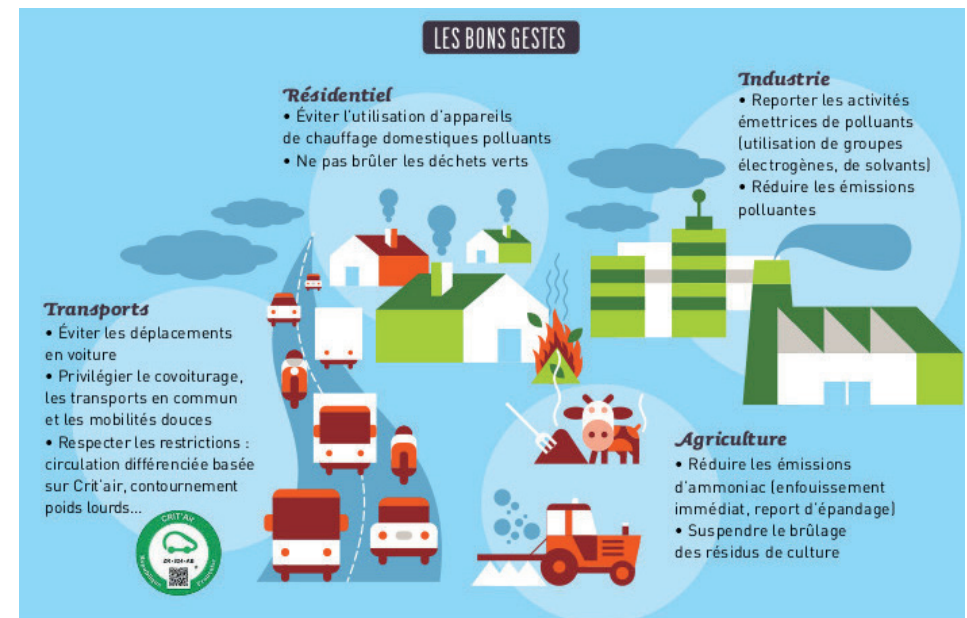 LES BONS GESTES
Résidentiel
• Éviter l'utilisation d'appareils
de chauffage domestiques polluants
• Ne pas brûler les déchets verts
Industrie
• Reporter les activités
émettrices de polluants
(utilisation de groupes
électrogènes, de solvants)
• Réduire les émissions
polluantes
Transports
• Éviter les déplacements
en voiture
• Privilégier le covoiturage,
les transports en commun
et les mobilités douces
• Respecter les restrictions :
circulation différenciée basée
sur Crit'air, contournement
poids lourds...
CRIT'Air
Agriculture
• Réduire les émissions
d'ammoniac (enfouissement
immédiat, report d'épandage)
• Suspendre le brûlage
des résidus de culture